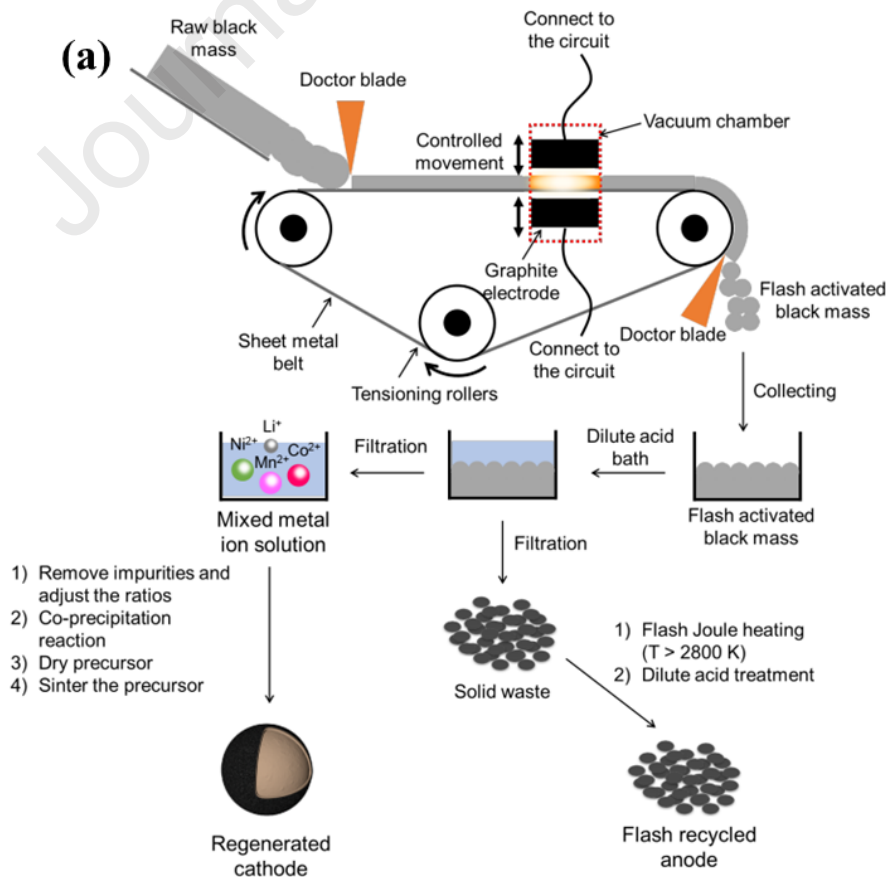 Journa
(a)
Raw black
mass
Doctor blade
Connect to
the circuit
Controlled
movement
Vacuum chamber
Graphite
electrode
Sheet metal
belt
Tensioning rollers
Connect to
the circuit
Doctor blade
Flash activated
black mass
Collecting
Li⁺
Ni²⁺
Mn²⁺
Co²⁺
Filtration
Dilute acid
bath
Mixed metal
ion solution
Flash activated
black mass
Filtration
1) Remove impurities and
adjust the ratios
2) Co-precipitation
reaction
3) Dry precursor
4) Sinter the precursor
1) Flash Joule heating
(T > 2800 K)
2) Dilute acid treatment
Solid waste
Regenerated
cathode
Flash recycled
anode